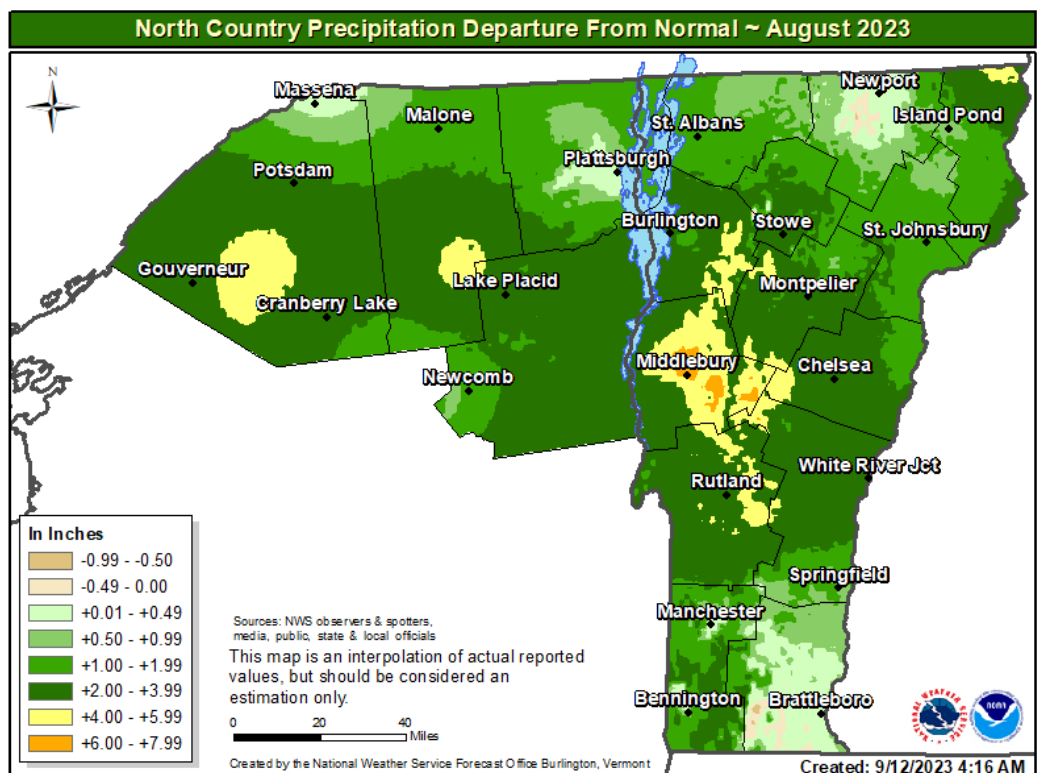 North Country Precipitation Departure From Normal ~ August 2023
N
Massena
Newport
Malone
Island Pond
St. Albans
Plattsburgh
Potsdam
Burlington
Stowe
St. Johnsbury
Gouverneur
Lake Placid
Montpelier
Cranberry Lake
Middlebury
Chelsea
Newcomb
White River Jct
Rutland
Springfield
Manchester
Bennington
Brattleboro
In Inches
-0.99 - -0.50
-0.49 - 0.00
+0.01 - +0.49
+0.50 - +0.99
+1.00 - +1.99
+2.00 - +3.99
+4.00 - +5.99
+6.00 - +7.99
Sources: NWS observers & spotters,
media, public, state & local officials
This map is an interpolation of actual reported
values, but should be considered an
estimation only.
0 20 40
Miles
Created by the National Weather Service Forecast Office Burlington, Vermont
NATIONAL WEATHER SERVICE
NOAA
Created: 9/12/2023 4:16 AM